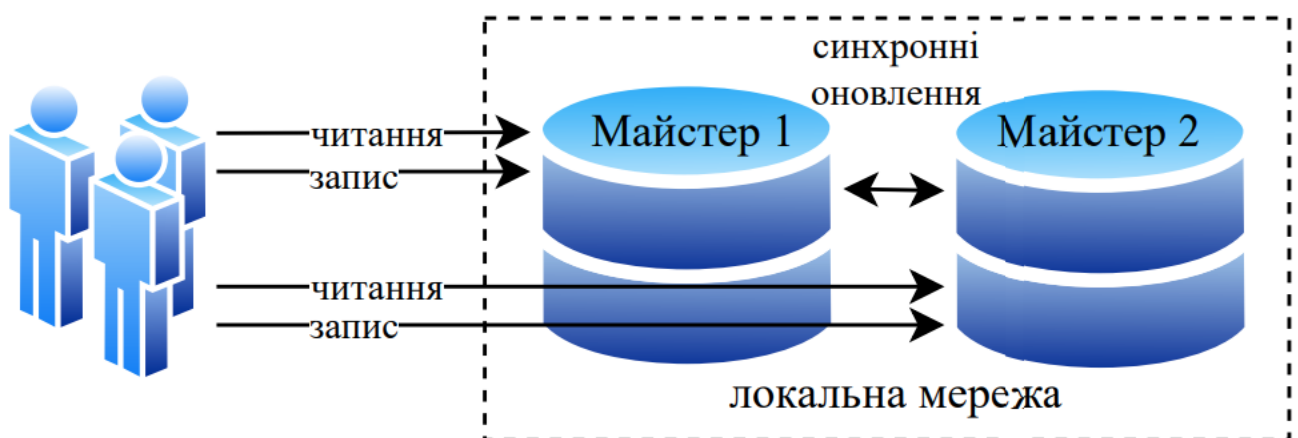 синхронні
оновлення
Майстер 1
Майстер 2
читання
запис
читання
запис
локальна мережа